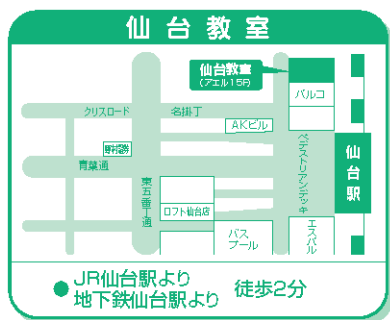 仙台教室
仙台教室
(アエル15F)
パルコ
クリスロード
名掛丁
AKビル
野村證券
青葉通
東五番丁通
ロフト仙台店
バス
プール
ペデストリアンデッキ
エスパル
仙台駅
●JR仙台駅より
地下鉄仙台駅より
徒歩2分